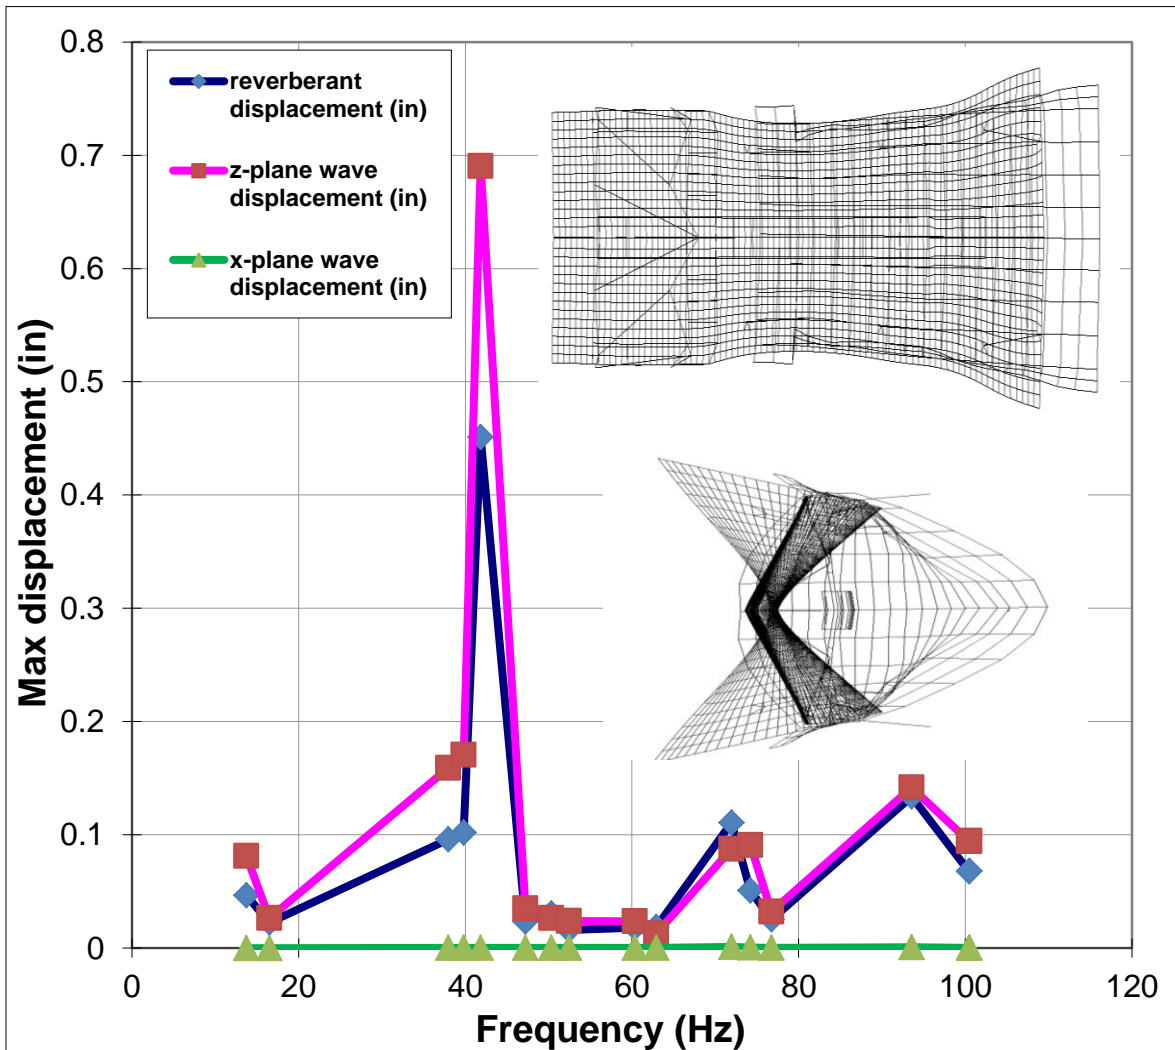 0.8
0.7
0.6
0.5
0.4
0.3
0.2
0.1
0
Max displacement (in)
reverberant
displacement (in)
z-plane wave
displacement (in)
x-plane wave
displacement (in)
0
20
40
60
80
100
120
Frequency (Hz)